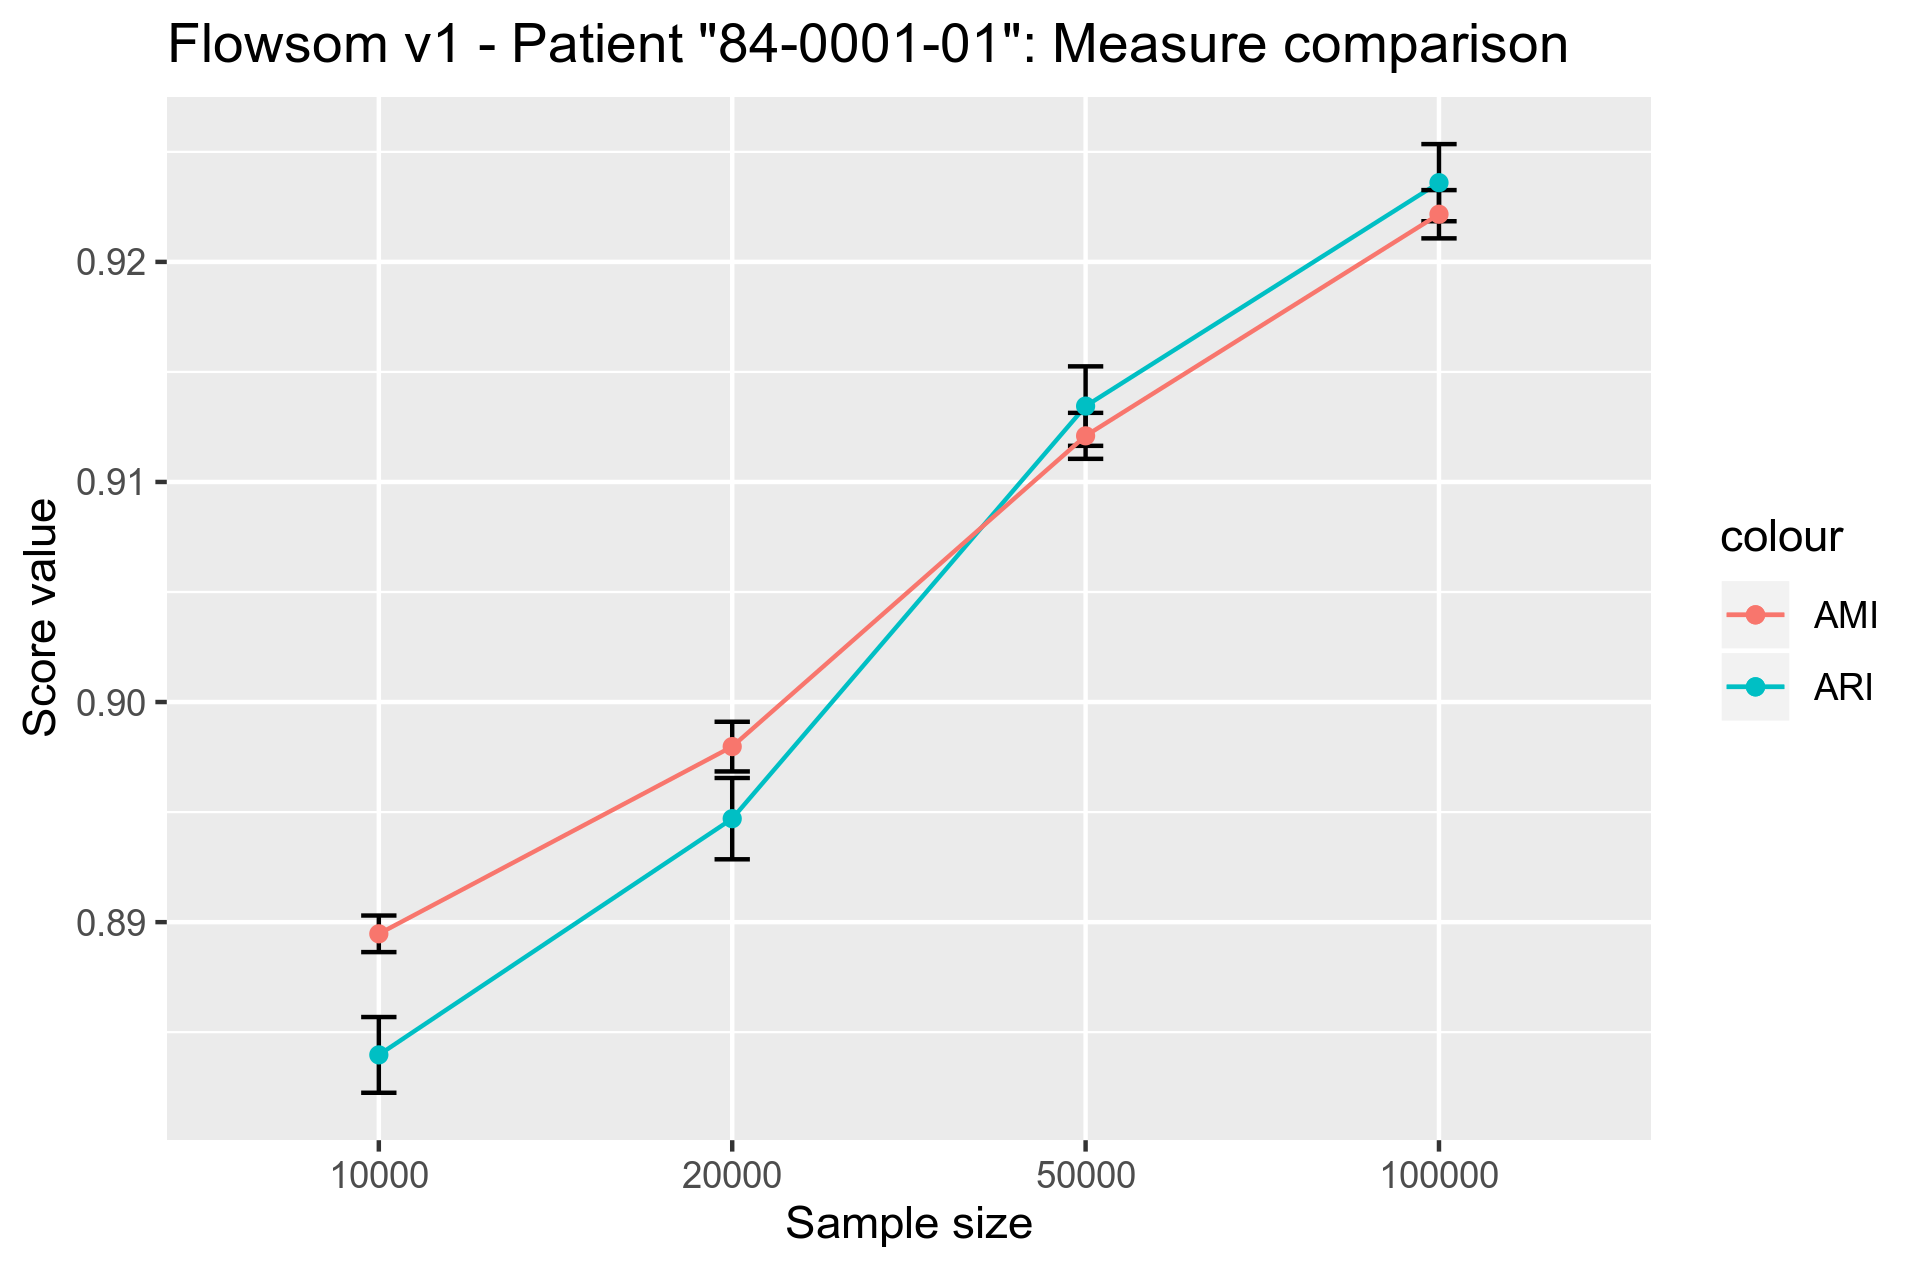 Flowsom v1 - Patient "84-0001-01": Measure comparison
0.92
0.91
0.90
0.89
Score value
10000 20000 50000 100000
Sample size
colour
AMI
ARI